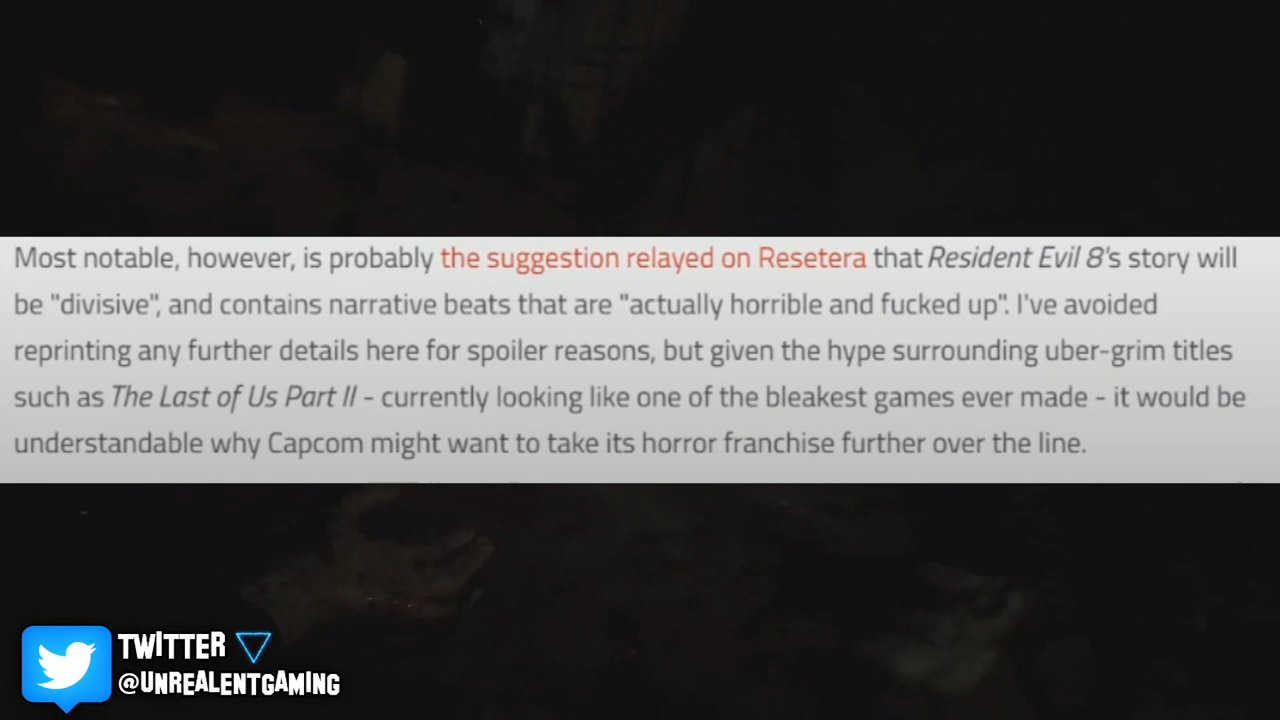 Most notable, however, is probably the suggestion relayed on Resetera that Resident Evil 8's story will
be "divisive", and contains narrative beats that are "actually horrible and fucked up". I've avoided
reprinting any further details here for spoiler reasons, but given the hype surrounding uber-grim titles
such as The Last of Us Part II - currently looking like one of the bleakest games ever made - it would be
understandable why Capcom might want to take its horror franchise further over the line.
TWITTER
@UNREALENTGAMING